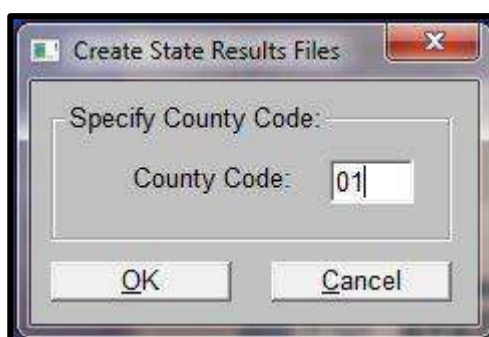 Create State Results Files
Specify County Code:
County Code: 01
OK Cancel